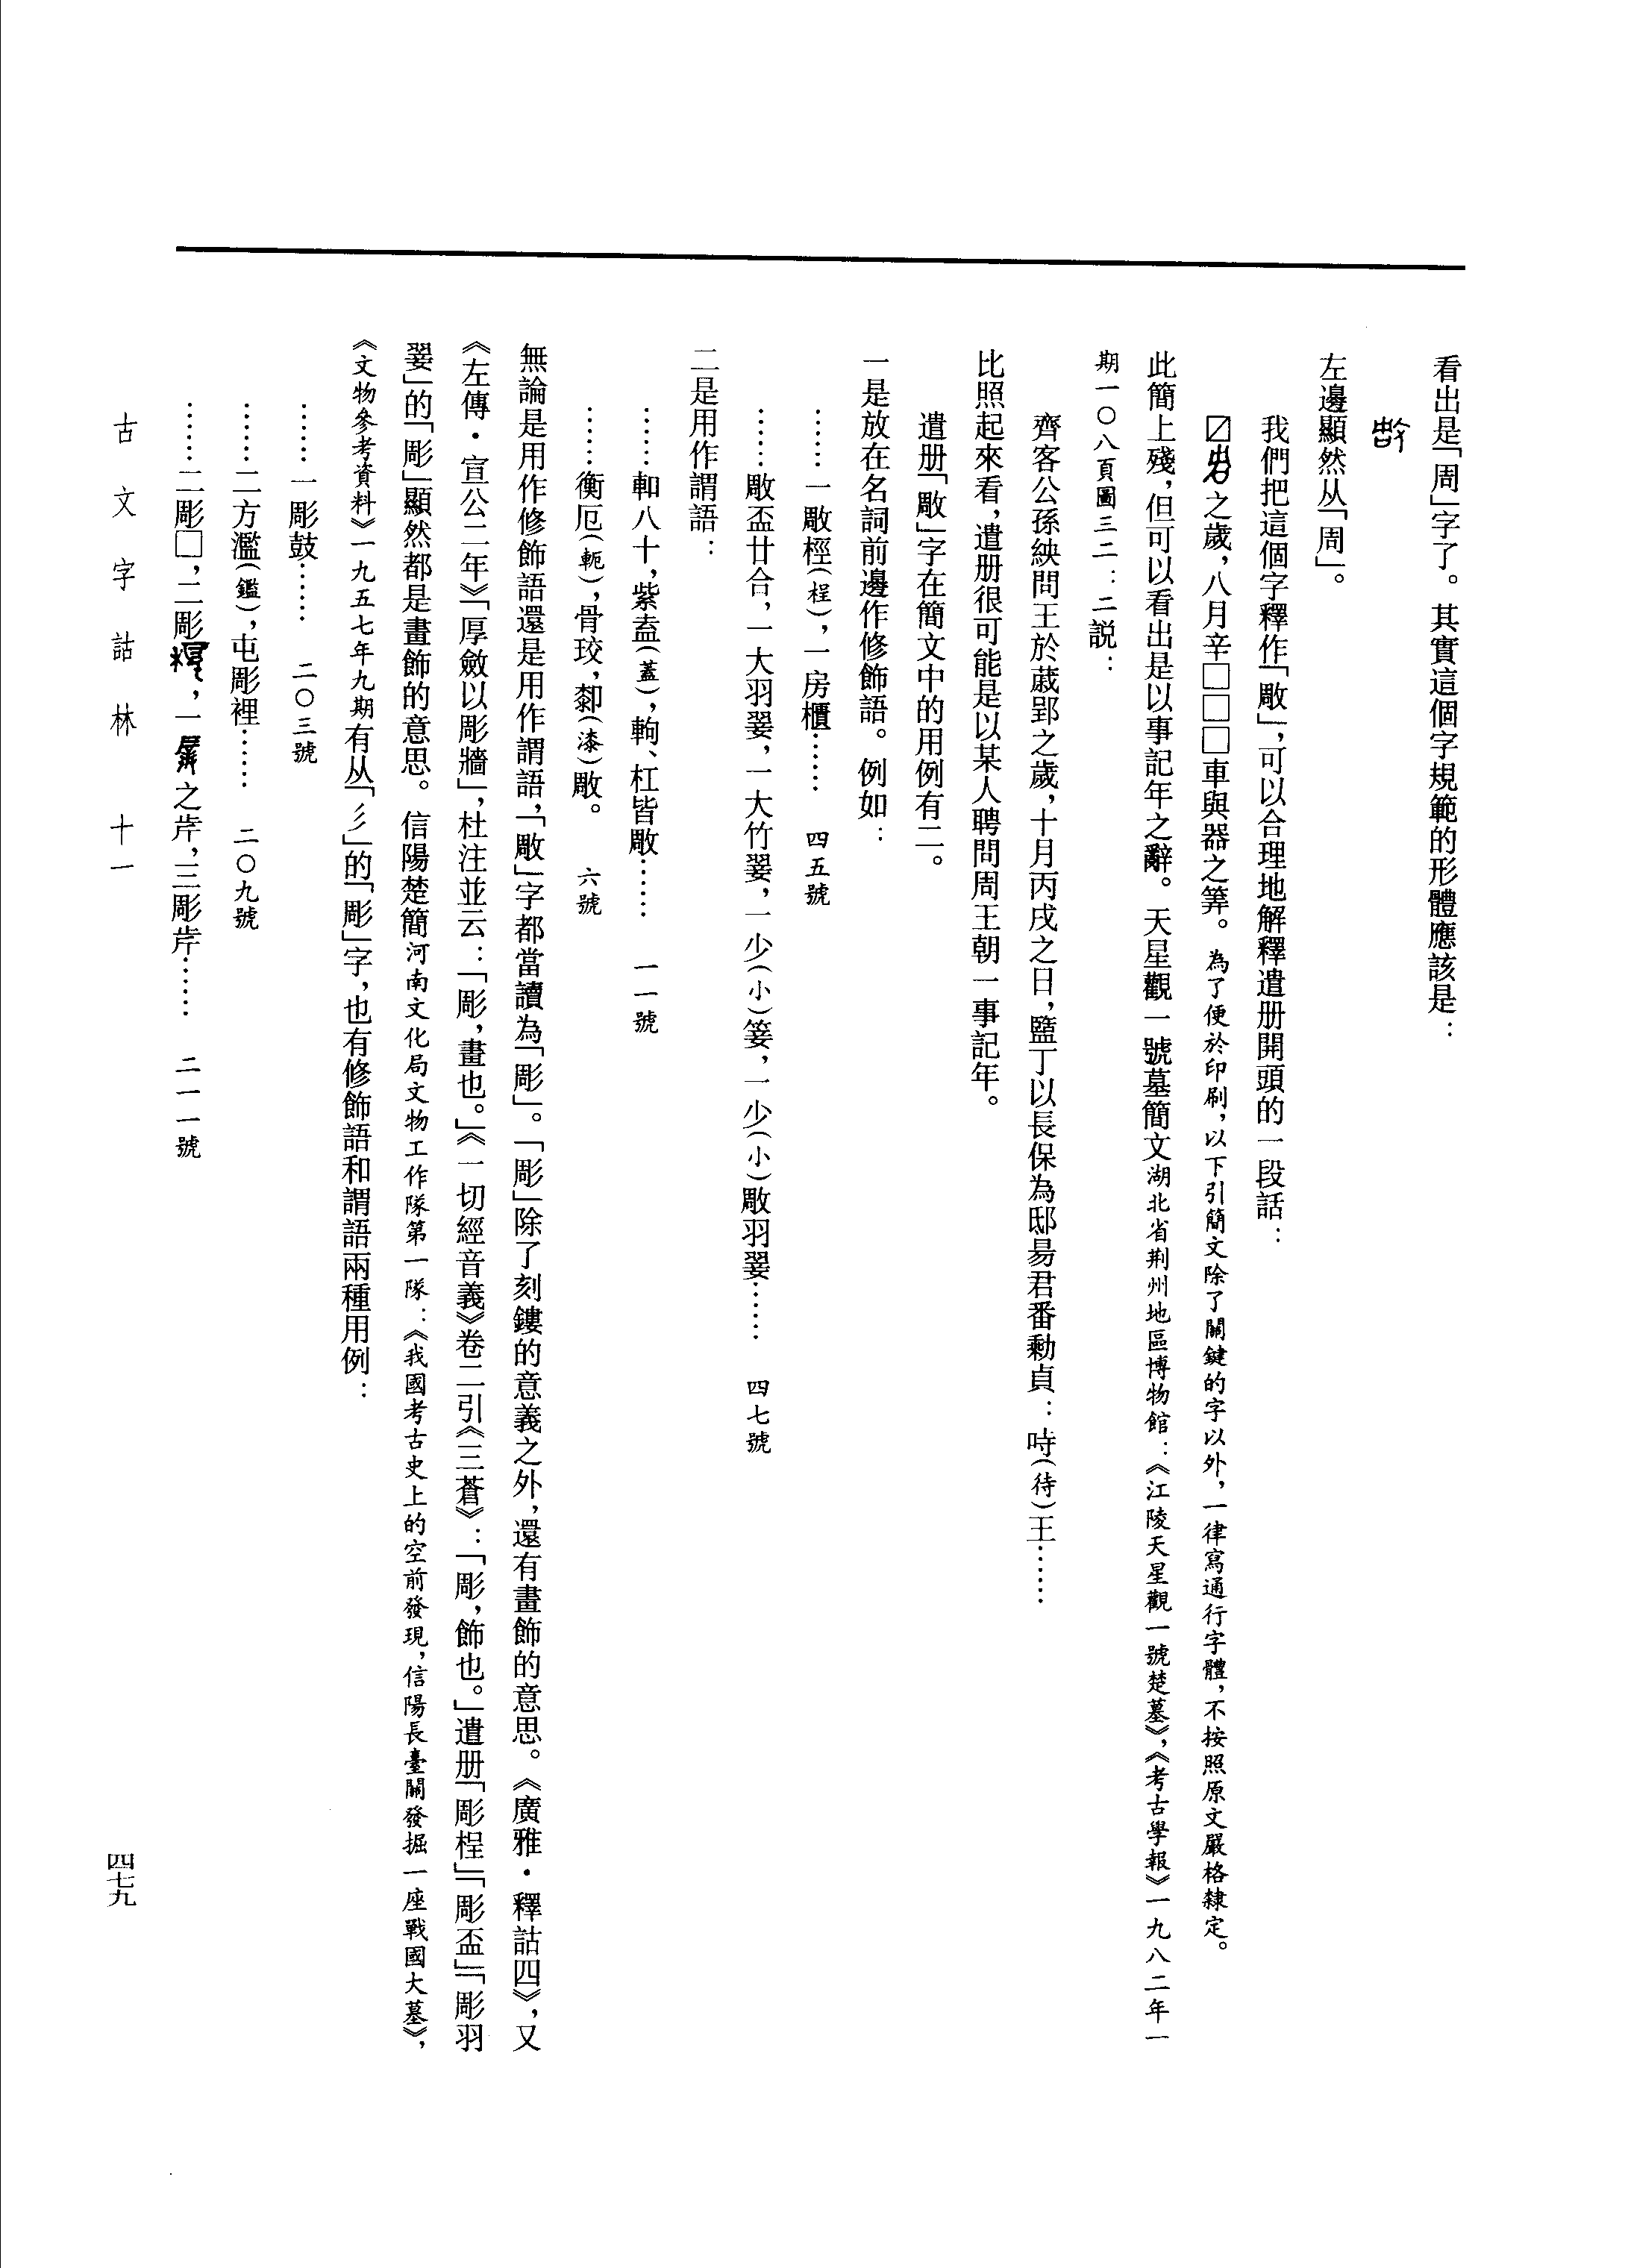 看出是「周」字了。其實這個字規範的形體應該是：
左邊顯然从「周」。
我們把這個字釋作「㪣」，可以合理地解釋遣册開頭的一段話：
之歲，八月辛□□□車與器之筭。為了便於印刷，以下引簡文除了關鍵的字以外，一律寫通行字體，不按照原文嚴格隸定。
此簡上殘，但可以看出是以事記年之辭。天星觀一號墓簡文湖北省荆州地區博物館：《江陵天星觀一號楚墓》，《考古學報》一九八二年一
期一〇八頁圖三二：二説：
齊客公孫紻問王於郢之歲，十月丙戌之日，盬丁以長保為邸昜君番勳貞：時(待)王……
比照起來看，遣册很可能是以某人聘問周王朝一事記年。
遣册「㪣」字在簡文中的用例有二。
一是放在名詞前邊作修飾語。例如：
……一㪣桱(桯)，一房櫃……　四五號
……㪣盃廿合，一大羽翣，一大竹翣，一少(小)篓，一少(小)㪣羽翣……　四七號
二是用作謂語：
……䡊八十，紫盍(蓋)，軥、杠皆㪣……　一一號
……衡厄(軛)，骨珓，䣛(漆)㪣。　六號
無論是用作修飾語還是用作謂語，「㪣」字都當讀為「彫」。「彫」除了刻鏤的意義之外，還有畫飾的意思。《廣雅·釋詁四》，又
《左傳·宣公二年》「厚斂以彫牆」，杜注並云：「彫，畫也。」《一切經音義》卷二引《三蒼》：「彫，飾也。」遣册「彫桯」「彫盃」「彫羽
翣」的「彫」顯然都是畫飾的意思。信陽楚簡河南文化局文物工作隊第一隊：《我國考古史上的空前發現，信陽長臺關發掘一座戰國大墓》，
《文物參考資料》一九五七年九期有从「彡」的「彫」字，也有修飾語和謂語兩種用例：
……一彫鼓……　二〇三號
……二方濫(鑑)，屯彫裡……　二〇九號
……二彫□，二彫，一之㞷，三彫㞷……　二一一號
古文字詁林　十一
四七九